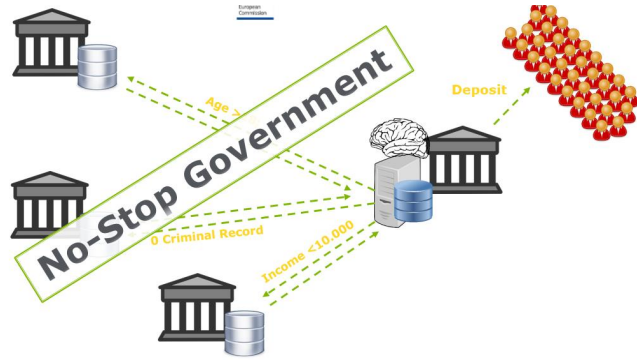 European
Commission
Age >
No-Stop Government
Deposit
0 Criminal Record
Income <10.000